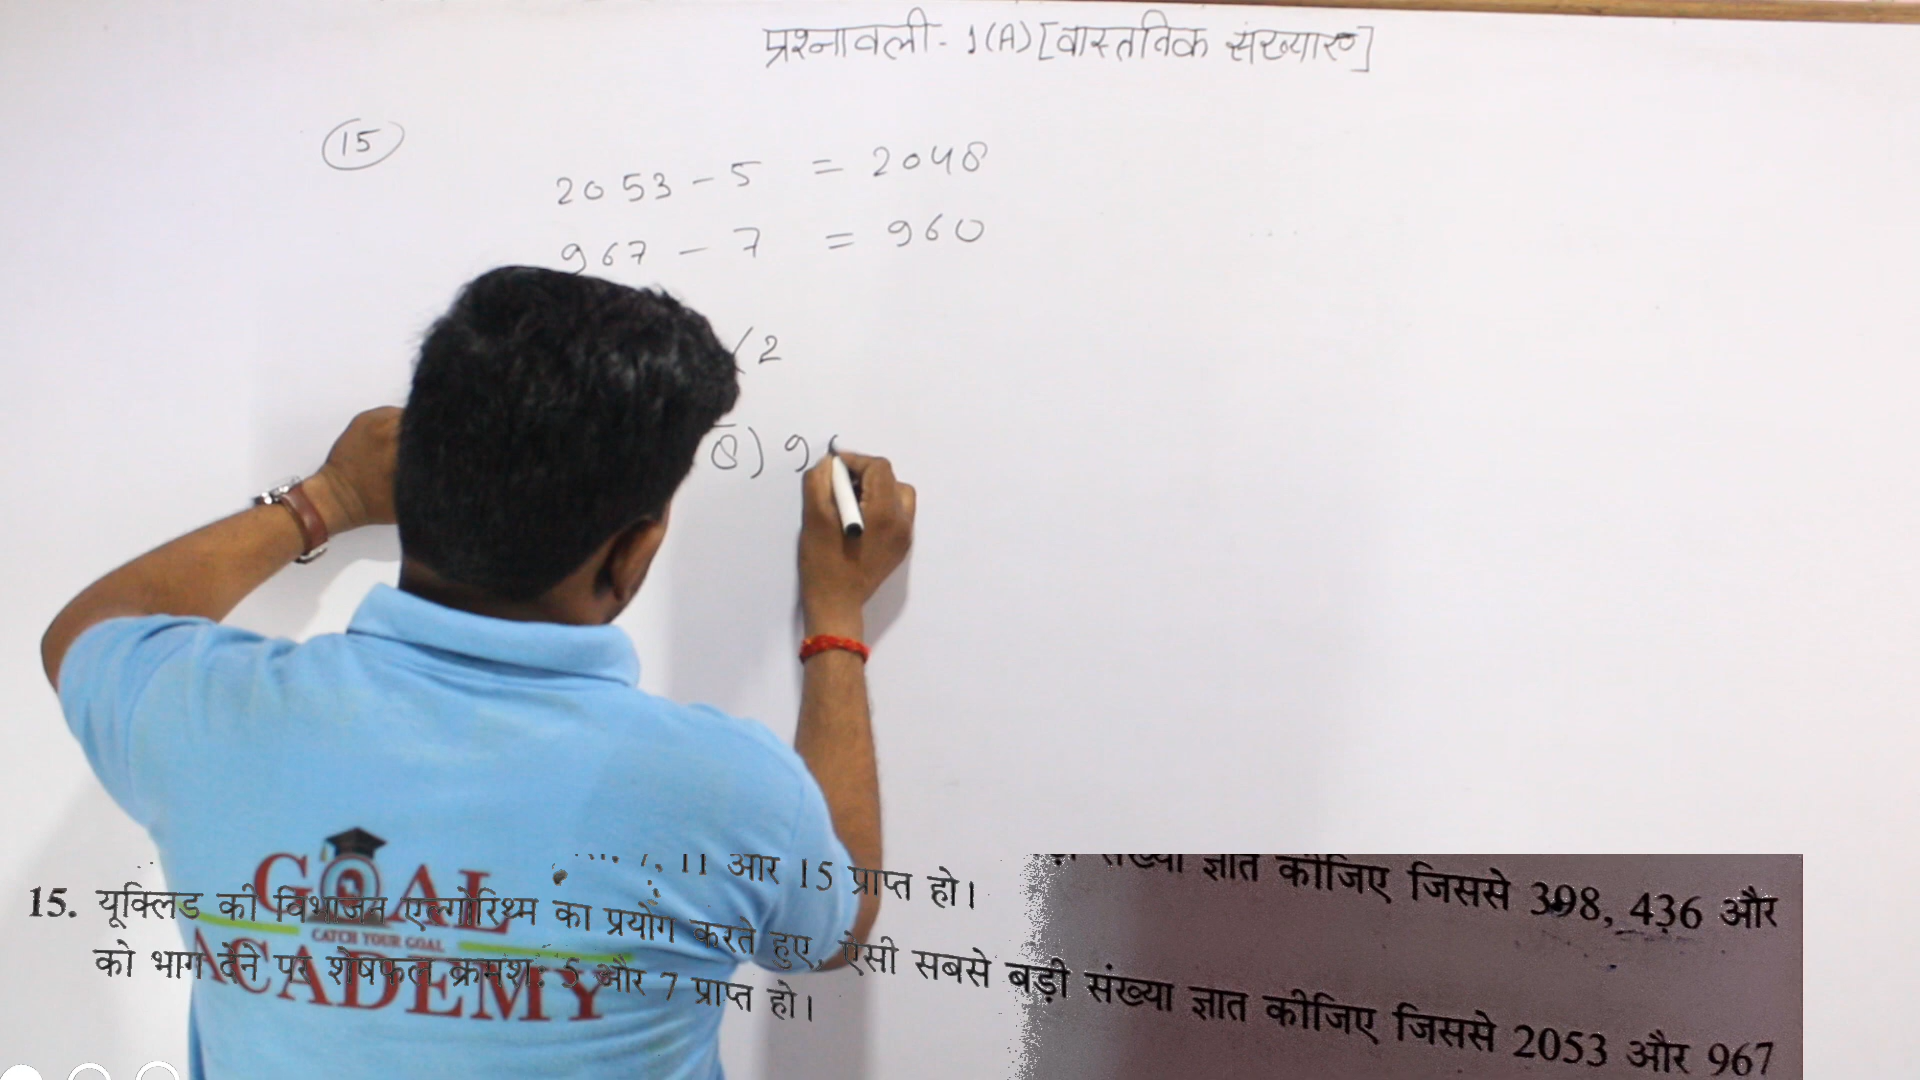 प्रश्नावली- 1(A) [वास्तविक संख्याए]
15
2053 - 5 = 2048
967 - 7 = 960
(2
8) 9
7, 11 और 15 प्राप्त हो।
संख्या ज्ञात कीजिए जिससे 398, 436 और
15. यूक्लिड की विभाजन एल्गोरिथ्म का प्रयोग करते हुए, ऐसी सबसे बड़ी संख्या ज्ञात कीजिए जिससे 2053 और 967
को भाग देने पर शेषफल क्रमशः 5 और 7 प्राप्त हो।
GOAL
CATCH YOUR GOAL
ACADEMY